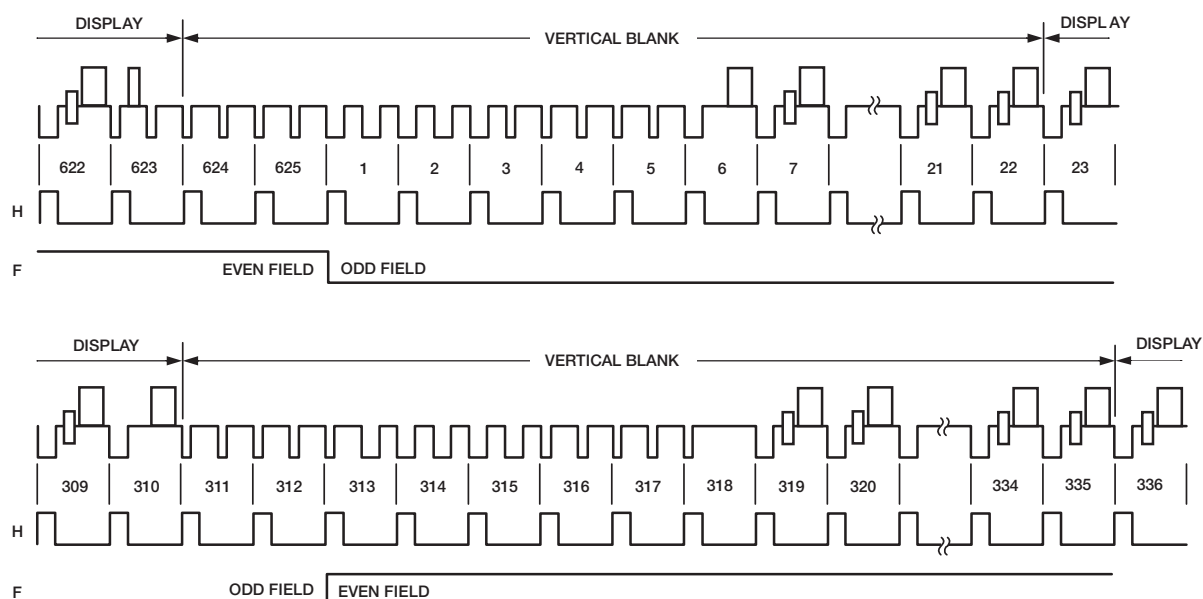 DISPLAY VERTICAL BLANK DISPLAY
622 623 624 625 1 2 3 4 5 6 7 21 22 23
H
F EVEN FIELD ODD FIELD
DISPLAY VERTICAL BLANK DISPLAY
309 310 311 312 313 314 315 316 317 318 319 320 334 335 336
H
F ODD FIELD EVEN FIELD